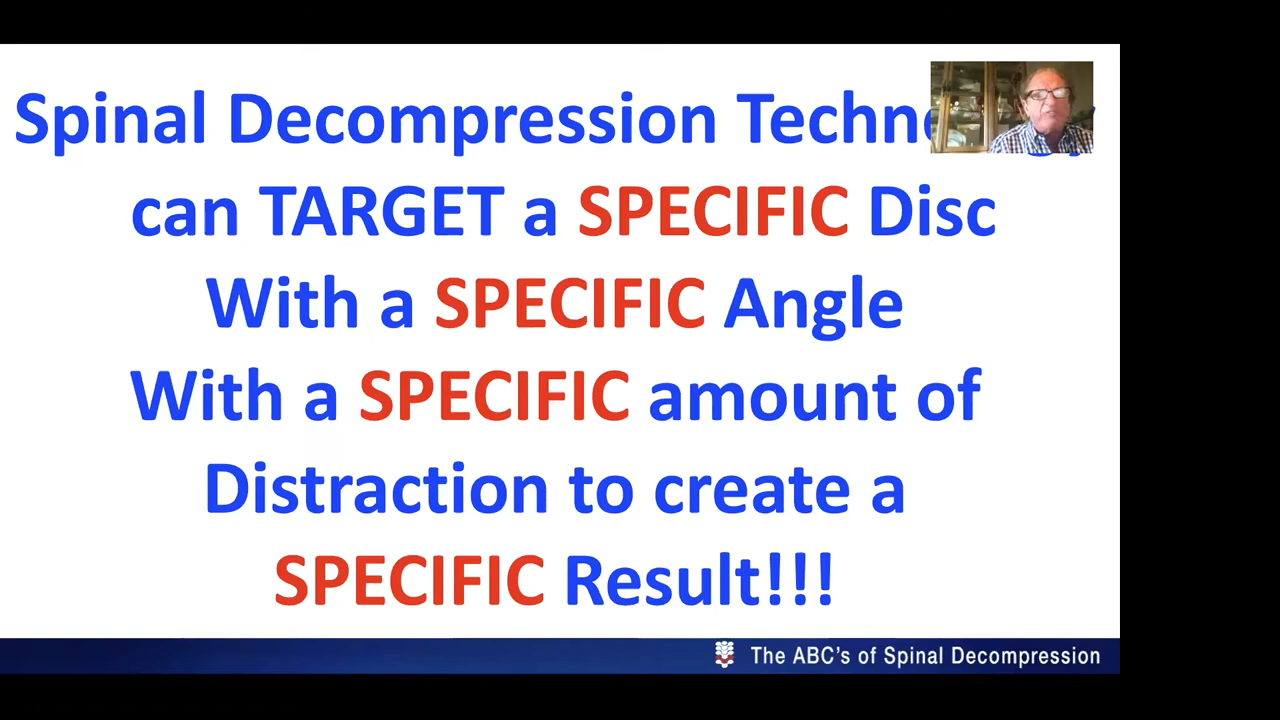 Spinal Decompression
can TARGET a SPECIFIC Disc
With a SPECIFIC Angle
With a SPECIFIC amount of
Distraction to create a
SPECIFIC Result!!!
The ABC's of Spinal Decompression